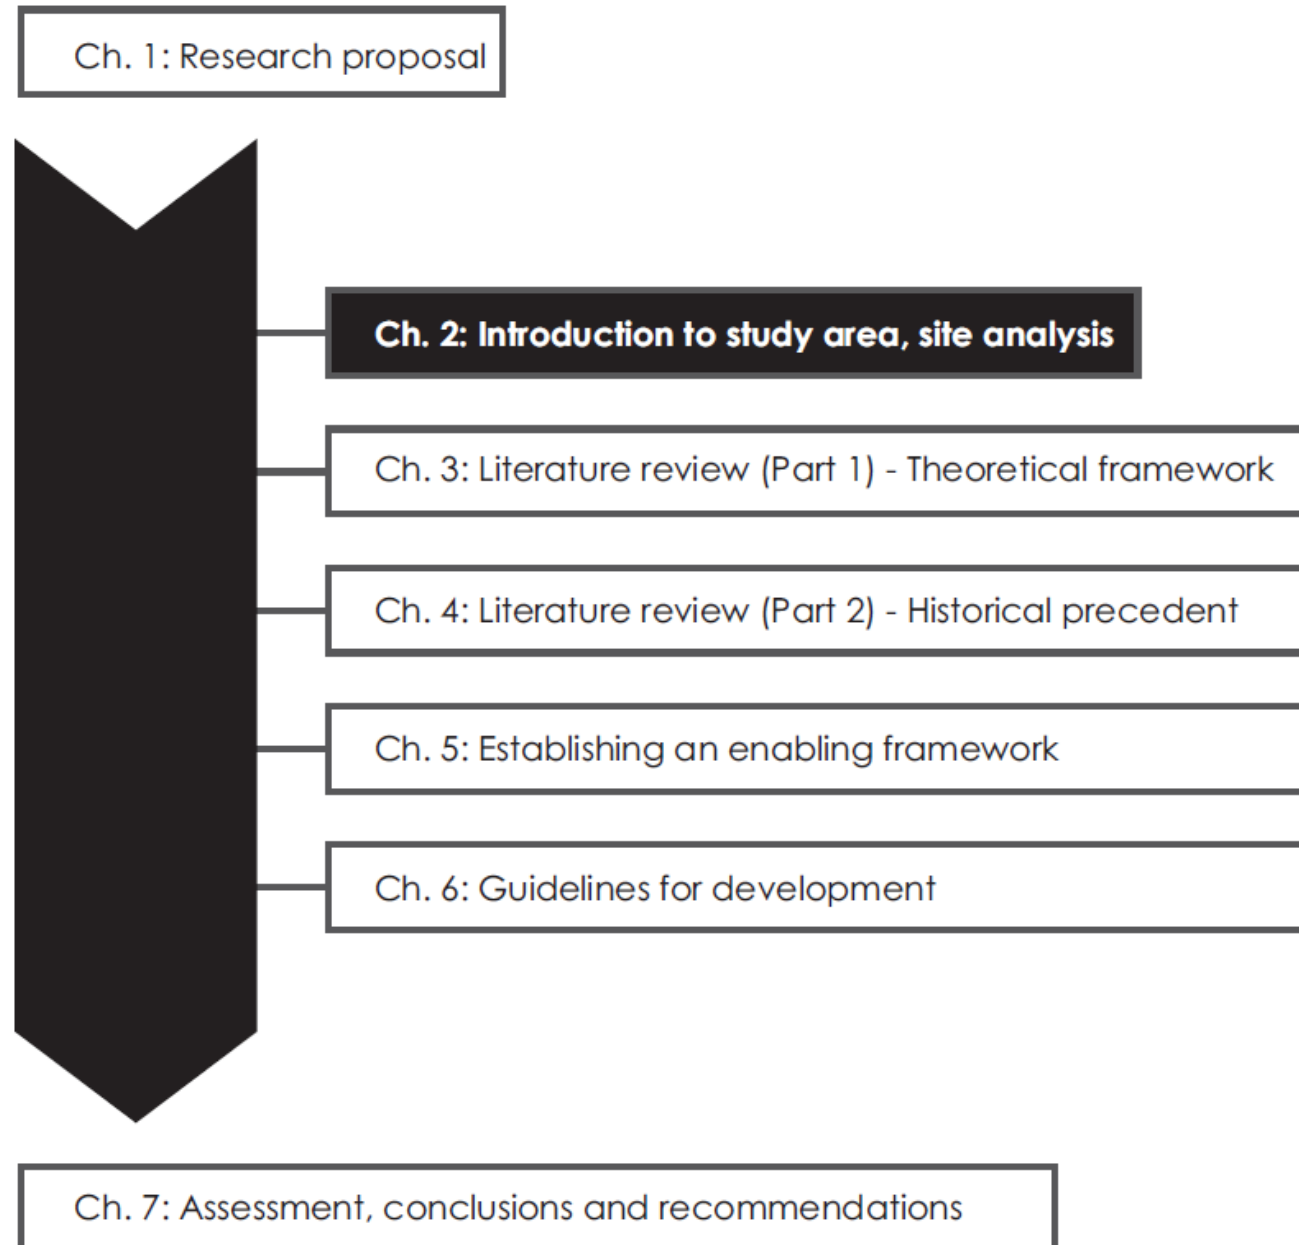 Ch. 1: Research proposal
Ch. 2: Introduction to study area, site analysis
Ch. 3: Literature review (Part 1) - Theoretical framework
Ch. 4: Literature review (Part 2) - Historical precedent
Ch. 5: Establishing an enabling framework
Ch. 6: Guidelines for development
Ch. 7: Assessment, conclusions and recommendations